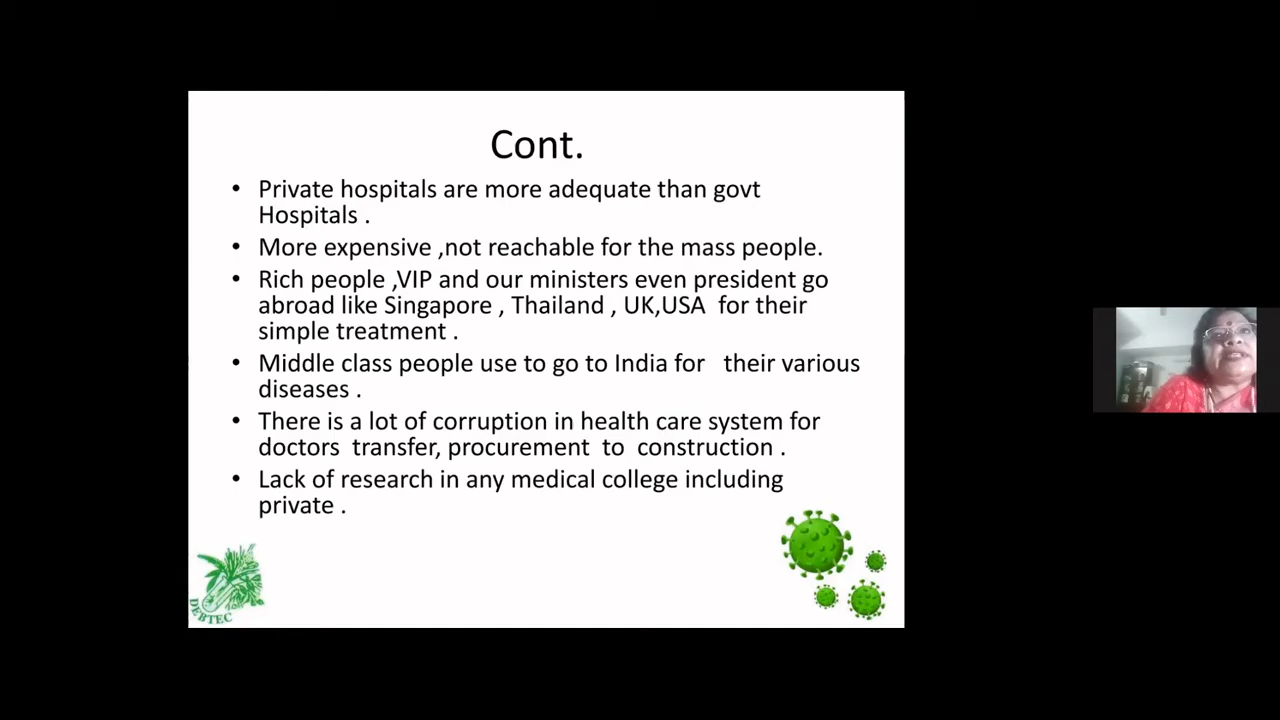 Cont.
• Private hospitals are more adequate than govt
Hospitals .
• More expensive ,not reachable for the mass people.
• Rich people ,VIP and our ministers even president go
abroad like Singapore , Thailand , UK,USA  for their
simple treatment .
• Middle class people use to go to India for   their various
diseases .
• There is a lot of corruption in health care system for
doctors  transfer, procurement  to  construction .
• Lack of research in any medical college including
private .
DEBTEC